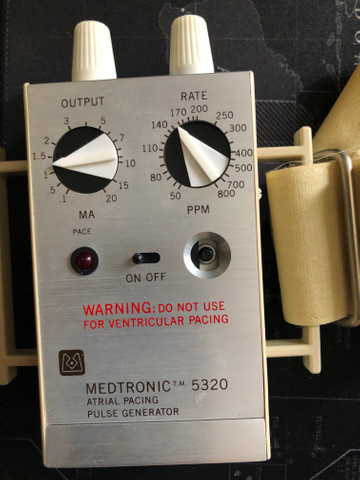 OUTPUT
3 5
2 7
1.5 10
1 15
.5 20
.1
MA
RATE
170 200
140 250
110 300
80 400
50 500
600
700
800
PPM
PACE
ON OFF
WARNING: DO NOT USE
FOR VENTRICULAR PACING
MEDTRONIC T.M. 5320
ATRIAL PACING
PULSE GENERATOR